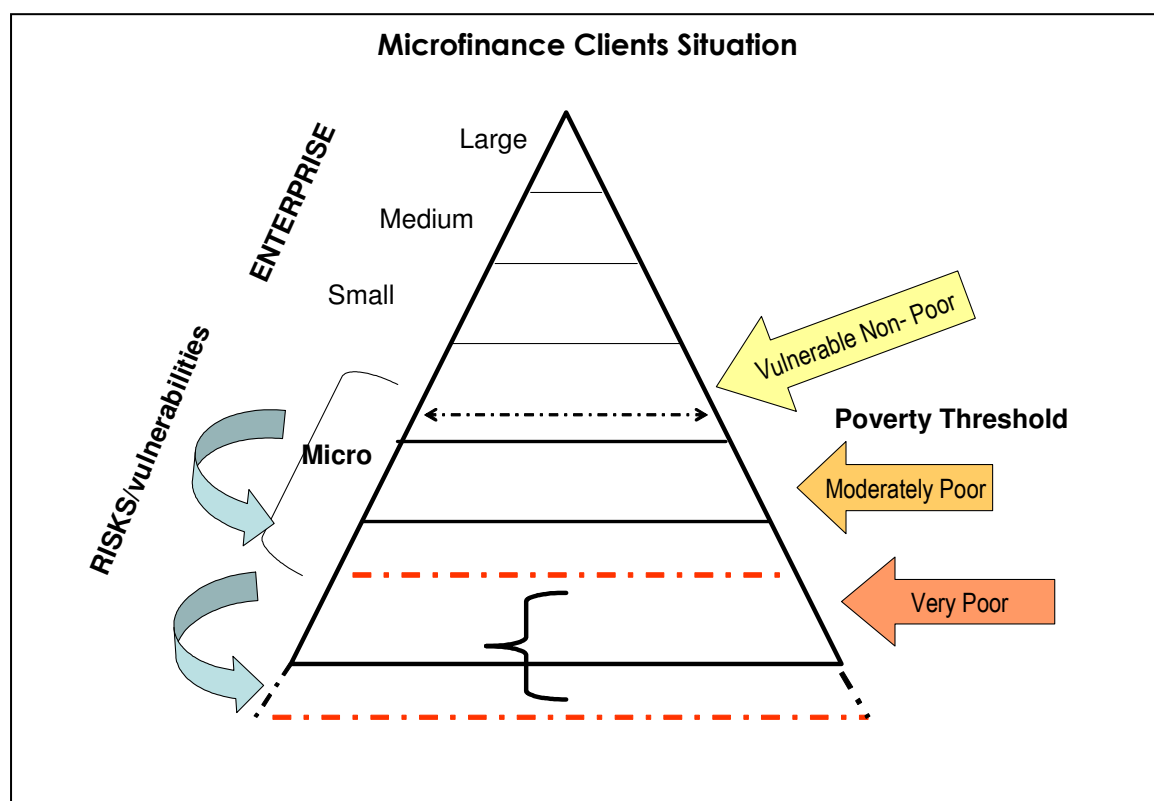 Microfinance Clients Situation
Large
ENTERPRISE
Medium
Small
Vulnerable Non- Poor
RISKS/vulnerabilities
Poverty Threshold
Micro
Moderately Poor
Very Poor